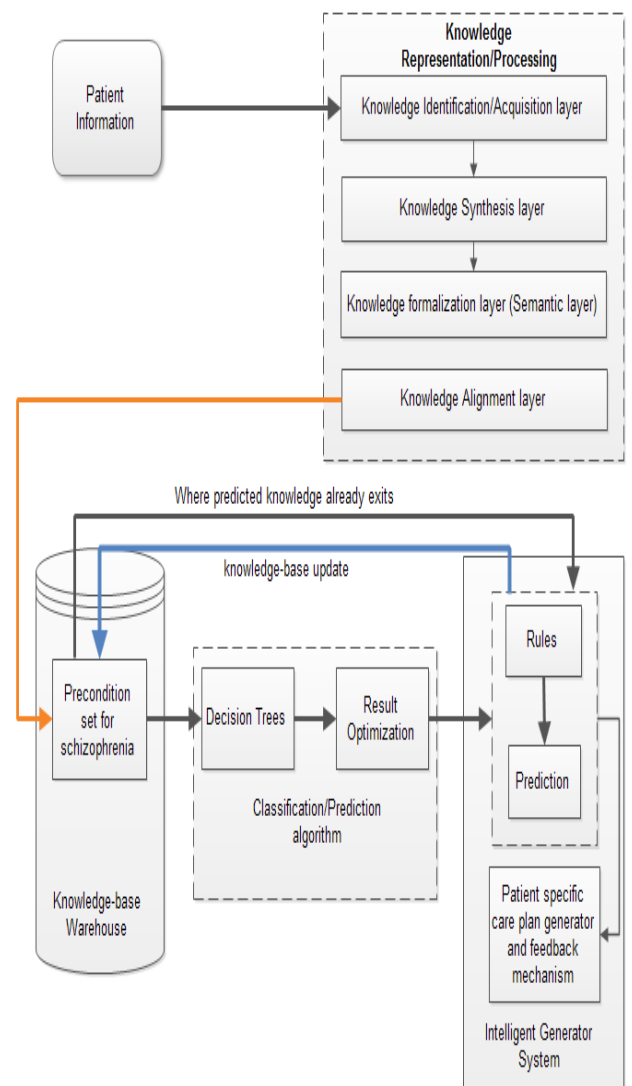 Knowledge
Representation/Processing
Patient
Information
Knowledge Identification/Acquisition layer
Knowledge Synthesis layer
Knowledge formalization layer (Semantic layer)
Knowledge Alignment layer
Where predicted knowledge already exits
knowledge-base update
Precondition
set for
schizophrenia
Knowledge-base
Warehouse
Decision Trees
Result
Optimization
Classification/Prediction
algorithm
Rules
Prediction
Patient specific
care plan generator
and feedback
mechanism
Intelligent Generator
System